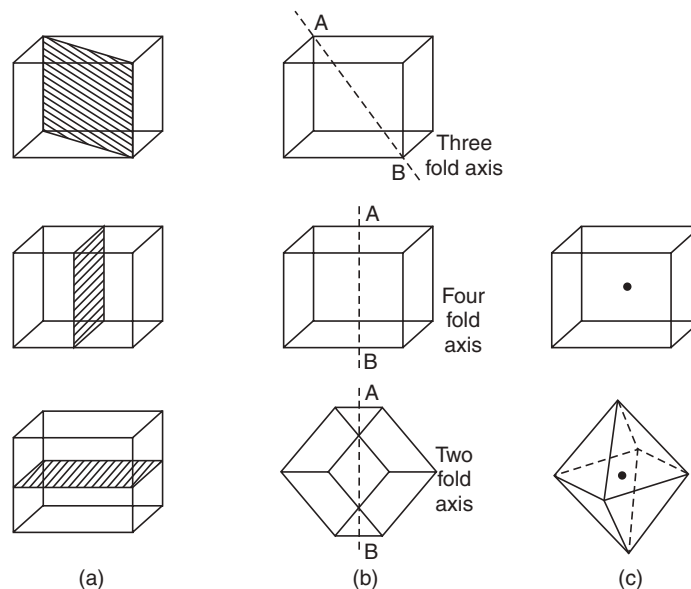 A
B
Three
fold axis
A
B
Four
fold
axis
A
B
Two
fold
axis
(a)
(b)
(c)